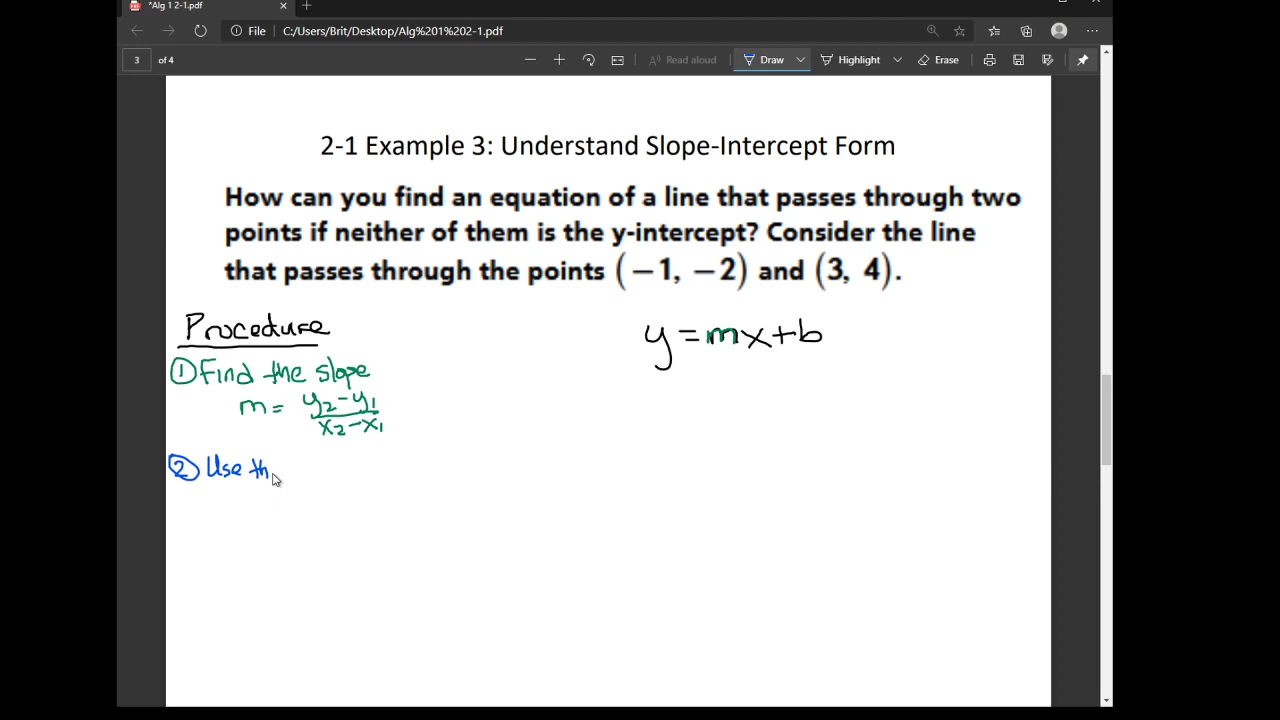 *Alg 1 2-1.pdf
File C:/Users/Brit/Desktop/Alg%201%202-1.pdf
3 of 4 Read aloud Draw Highlight Erase
2-1 Example 3: Understand Slope-Intercept Form
How can you find an equation of a line that passes through two
points if neither of them is the y-intercept? Consider the line
that passes through the points (−1, −2) and (3, 4).
Procedure
y = mx + b
① Find the slope
m = y₂ − y₁ / x₂ − x₁
② Use th